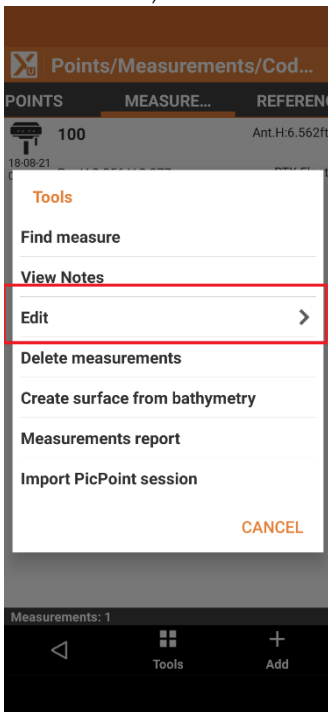 Points/Measurements/Cod...
POINTS MEASURE... REFEREN
100 Ant.H:6.562ft
18-08-21
Tools
Find measure
View Notes
Edit
Delete measurements
Create surface from bathymetry
Measurements report
Import PicPoint session
CANCEL
Measurements: 1
Tools Add